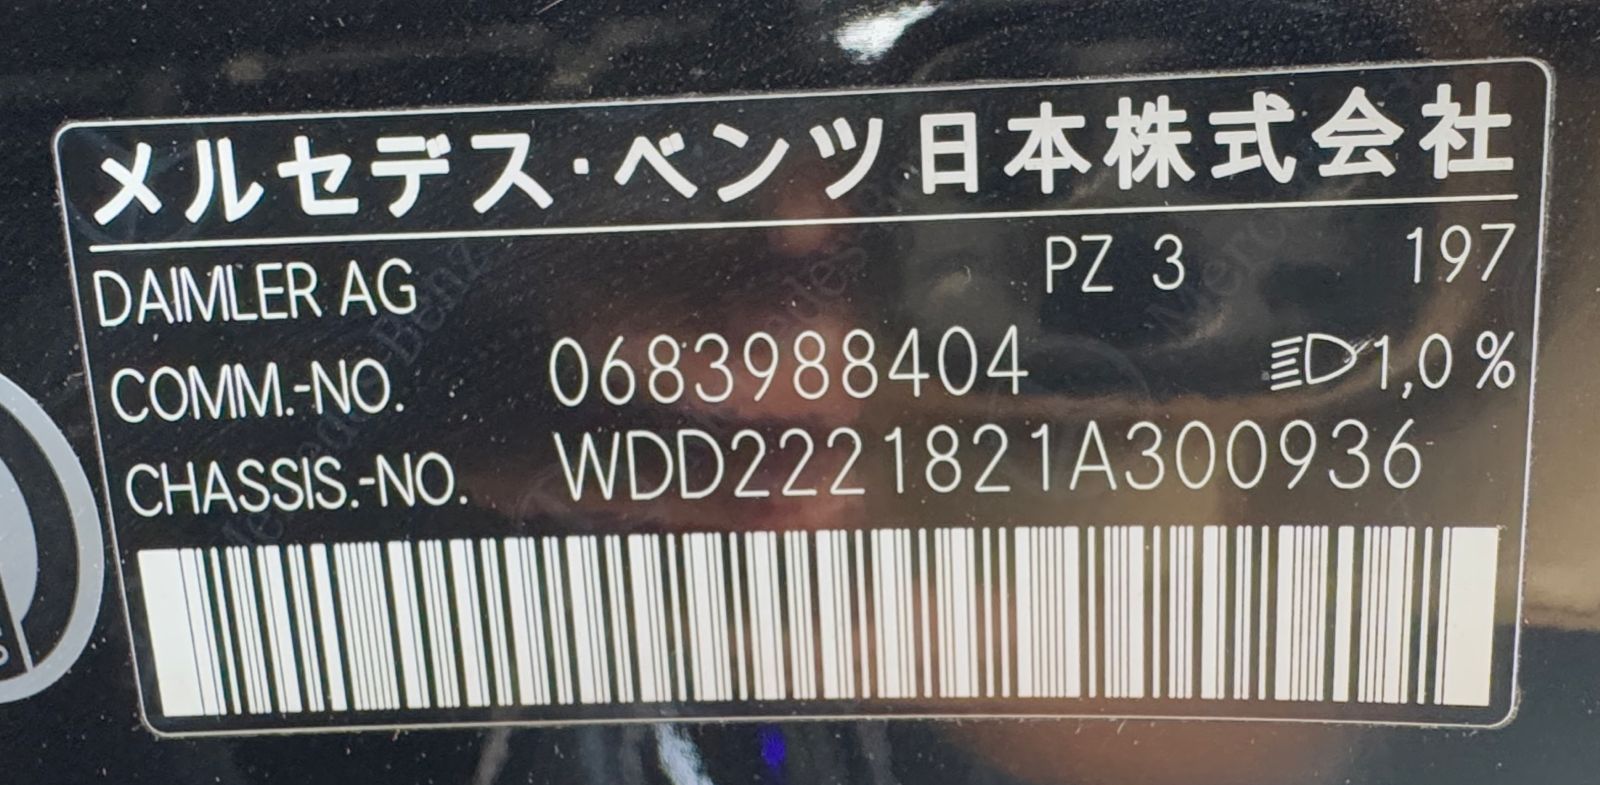 メルセデス・ベンツ日本株式会社
DAIMLER AG PZ 3 197
COMM.-NO. 0683988404 1,0 %
CHASSIS.-NO. WDD2221821A300936